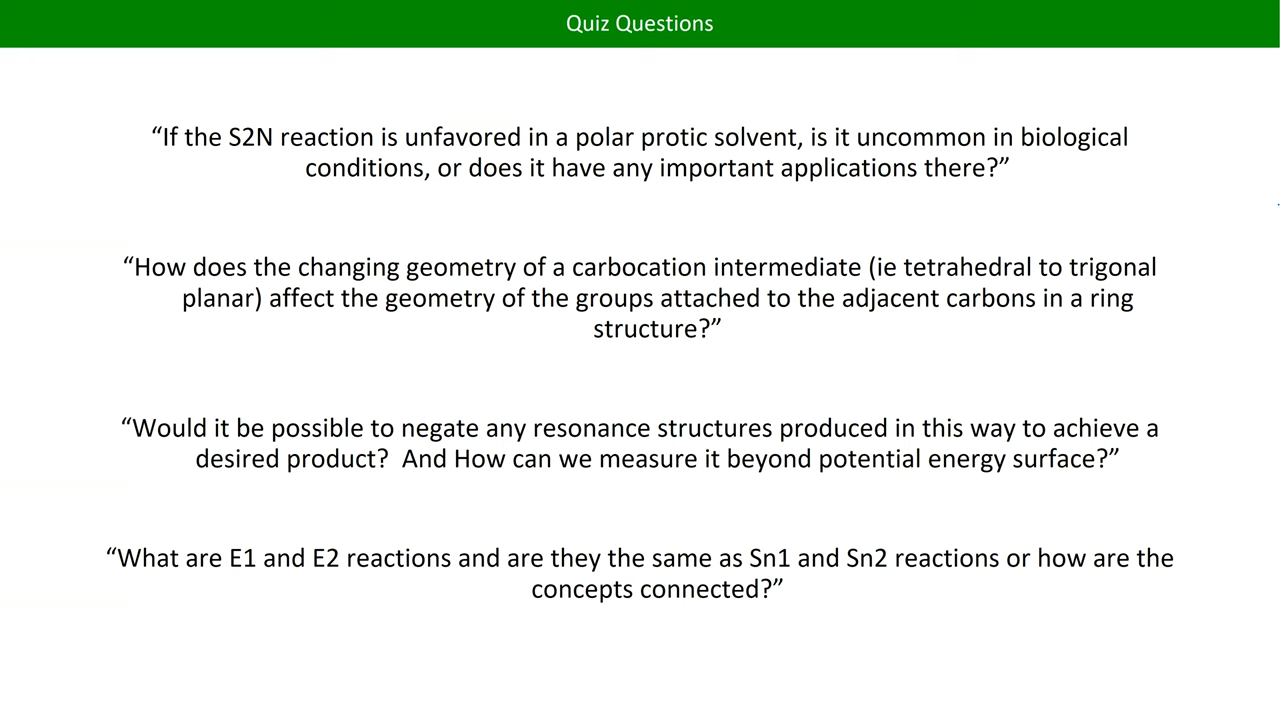 Quiz Questions
“If the S2N reaction is unfavored in a polar protic solvent, is it uncommon in biological
conditions, or does it have any important applications there?”
“How does the changing geometry of a carbocation intermediate (ie tetrahedral to trigonal
planar) affect the geometry of the groups attached to the adjacent carbons in a ring
structure?”
“Would it be possible to negate any resonance structures produced in this way to achieve a
desired product?  And How can we measure it beyond potential energy surface?”
“What are E1 and E2 reactions and are they the same as Sn1 and Sn2 reactions or how are the
concepts connected?”